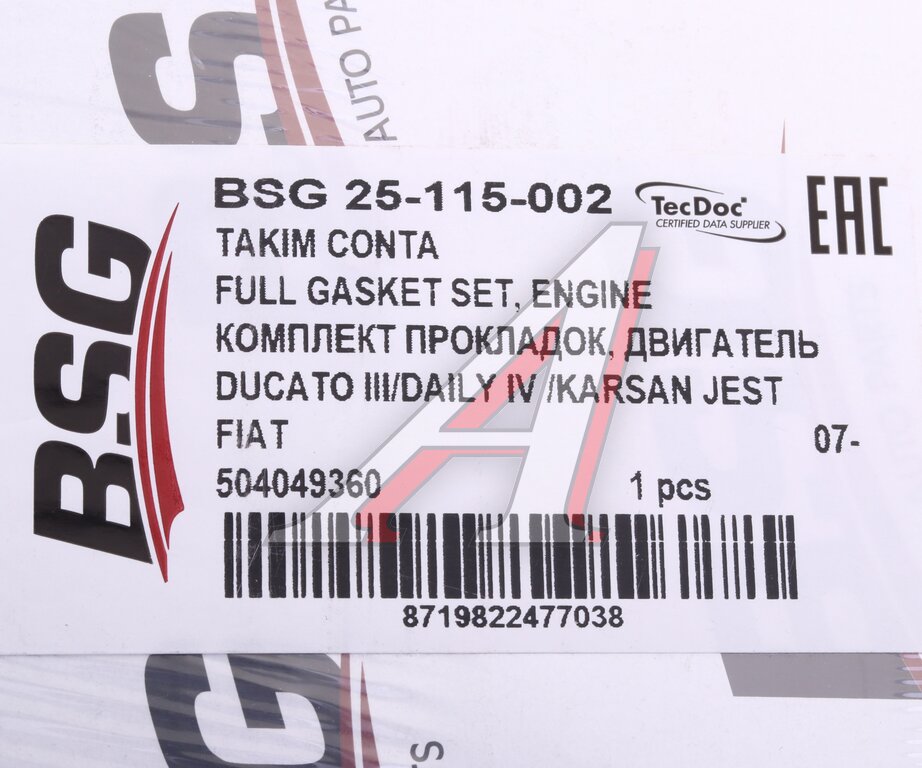 AUTO PA
BSG 25-115-002
TecDoc
CERTIFIED DATA SUPPLIER
EAC
TAKIM CONTA
FULL GASKET SET, ENGINE
КОМПЛЕКТ ПРОКЛАДОК, ДВИГАТЕЛЬ
DUCATO III/DAILY IV /KARSAN JEST
FIAT 07-
504049360 1 pcs
8719822477038
BSG